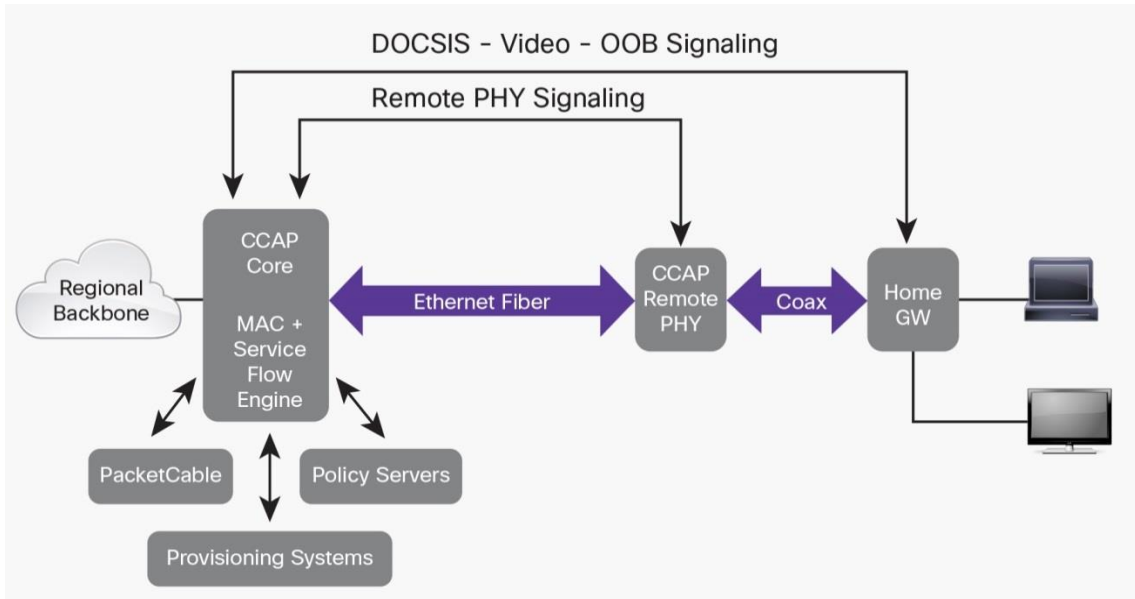 DOCSIS - Video - OOB Signaling
Remote PHY Signaling
Regional
Backbone
CCAP
Core
MAC +
Service
Flow
Engine
Ethernet Fiber
CCAP
Remote
PHY
Coax
Home
GW
PacketCable
Policy Servers
Provisioning Systems